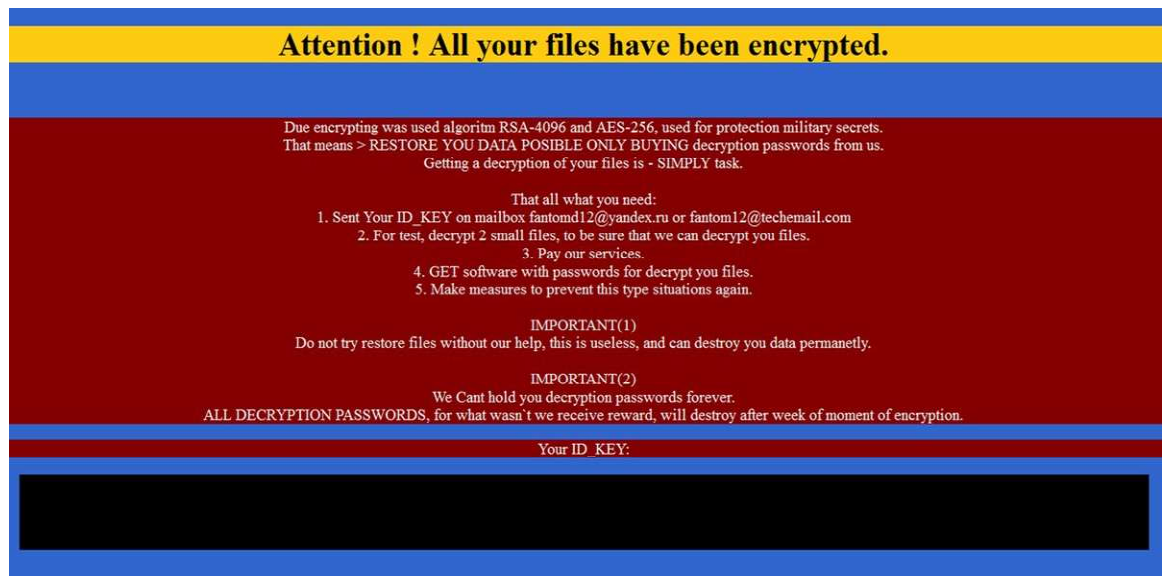 Attention ! All your files have been encrypted.
Due encrypting was used algoritm RSA-4096 and AES-256, used for protection military secrets.
That means > RESTORE YOU DATA POSIBLE ONLY BUYING decryption passwords from us.
Getting a decryption of your files is - SIMPLY task.
That all what you need:
1. Sent Your ID_KEY on mailbox fantomd12@yandex.ru or fantom12@techemail.com
2. For test, decrypt 2 small files, to be sure that we can decrypt you files.
3. Pay our services.
4. GET software with passwords for decrypt you files.
5. Make measures to prevent this type situations again.
IMPORTANT(1)
Do not try restore files without our help, this is useless, and can destroy you data permanetly.
IMPORTANT(2)
We Cant hold you decryption passwords forever.
ALL DECRYPTION PASSWORDS, for what wasn`t we receive reward, will destroy after week of moment of encryption.
Your ID_KEY: